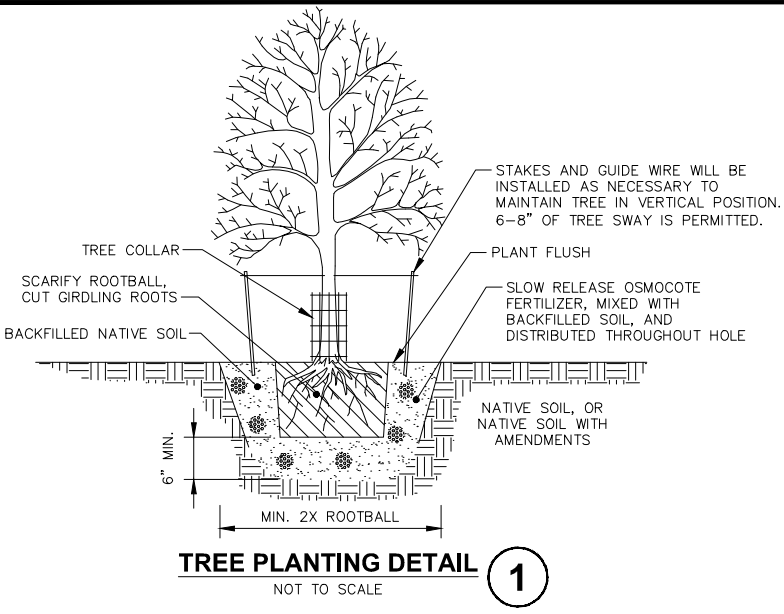 STAKES AND GUIDE WIRE WILL BE
INSTALLED AS NECESSARY TO
MAINTAIN TREE IN VERTICAL POSITION.
6-8" OF TREE SWAY IS PERMITTED.
TREE COLLAR
PLANT FLUSH
SCARIFY ROOTBALL,
CUT GIRDLING ROOTS
SLOW RELEASE OSMOCOTE
FERTILIZER, MIXED WITH
BACKFILLED SOIL, AND
DISTRIBUTED THROUGHOUT HOLE
BACKFILLED NATIVE SOIL
NATIVE SOIL, OR
NATIVE SOIL WITH
AMENDMENTS
6" MIN.
MIN. 2X ROOTBALL
TREE PLANTING DETAIL
1
NOT TO SCALE